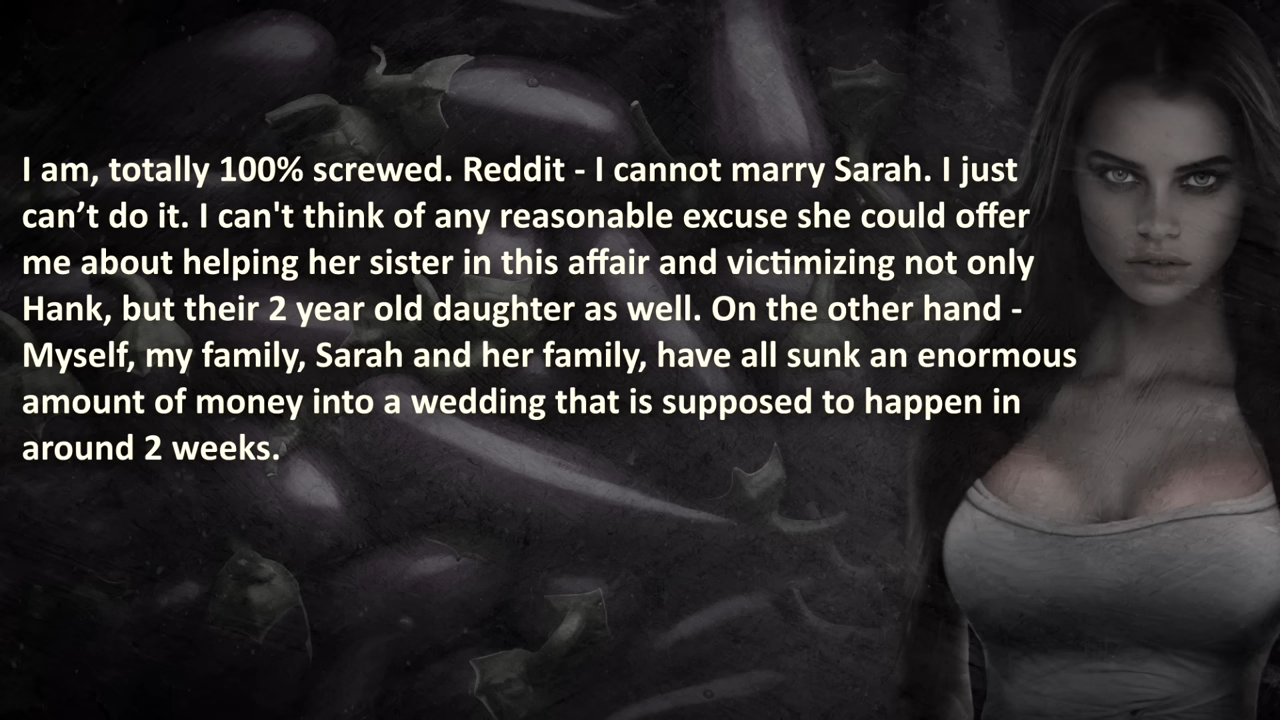 I am, totally 100% screwed. Reddit - I cannot marry Sarah. I just
can’t do it. I can't think of any reasonable excuse she could offer
me about helping her sister in this affair and victimizing not only
Hank, but their 2 year old daughter as well. On the other hand -
Myself, my family, Sarah and her family, have all sunk an enormous
amount of money into a wedding that is supposed to happen in
around 2 weeks.